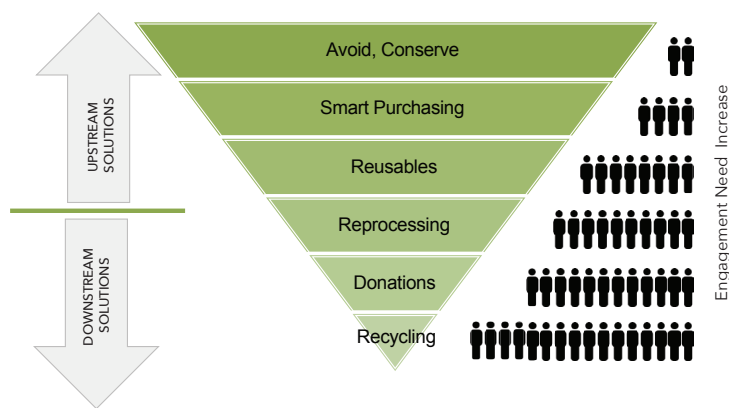 Avoid, Conserve
Smart Purchasing
Reusables
Reprocessing
Donations
Recycling
UPSTREAM
SOLUTIONS
DOWNSTREAM
SOLUTIONS
Engagement Need Increase